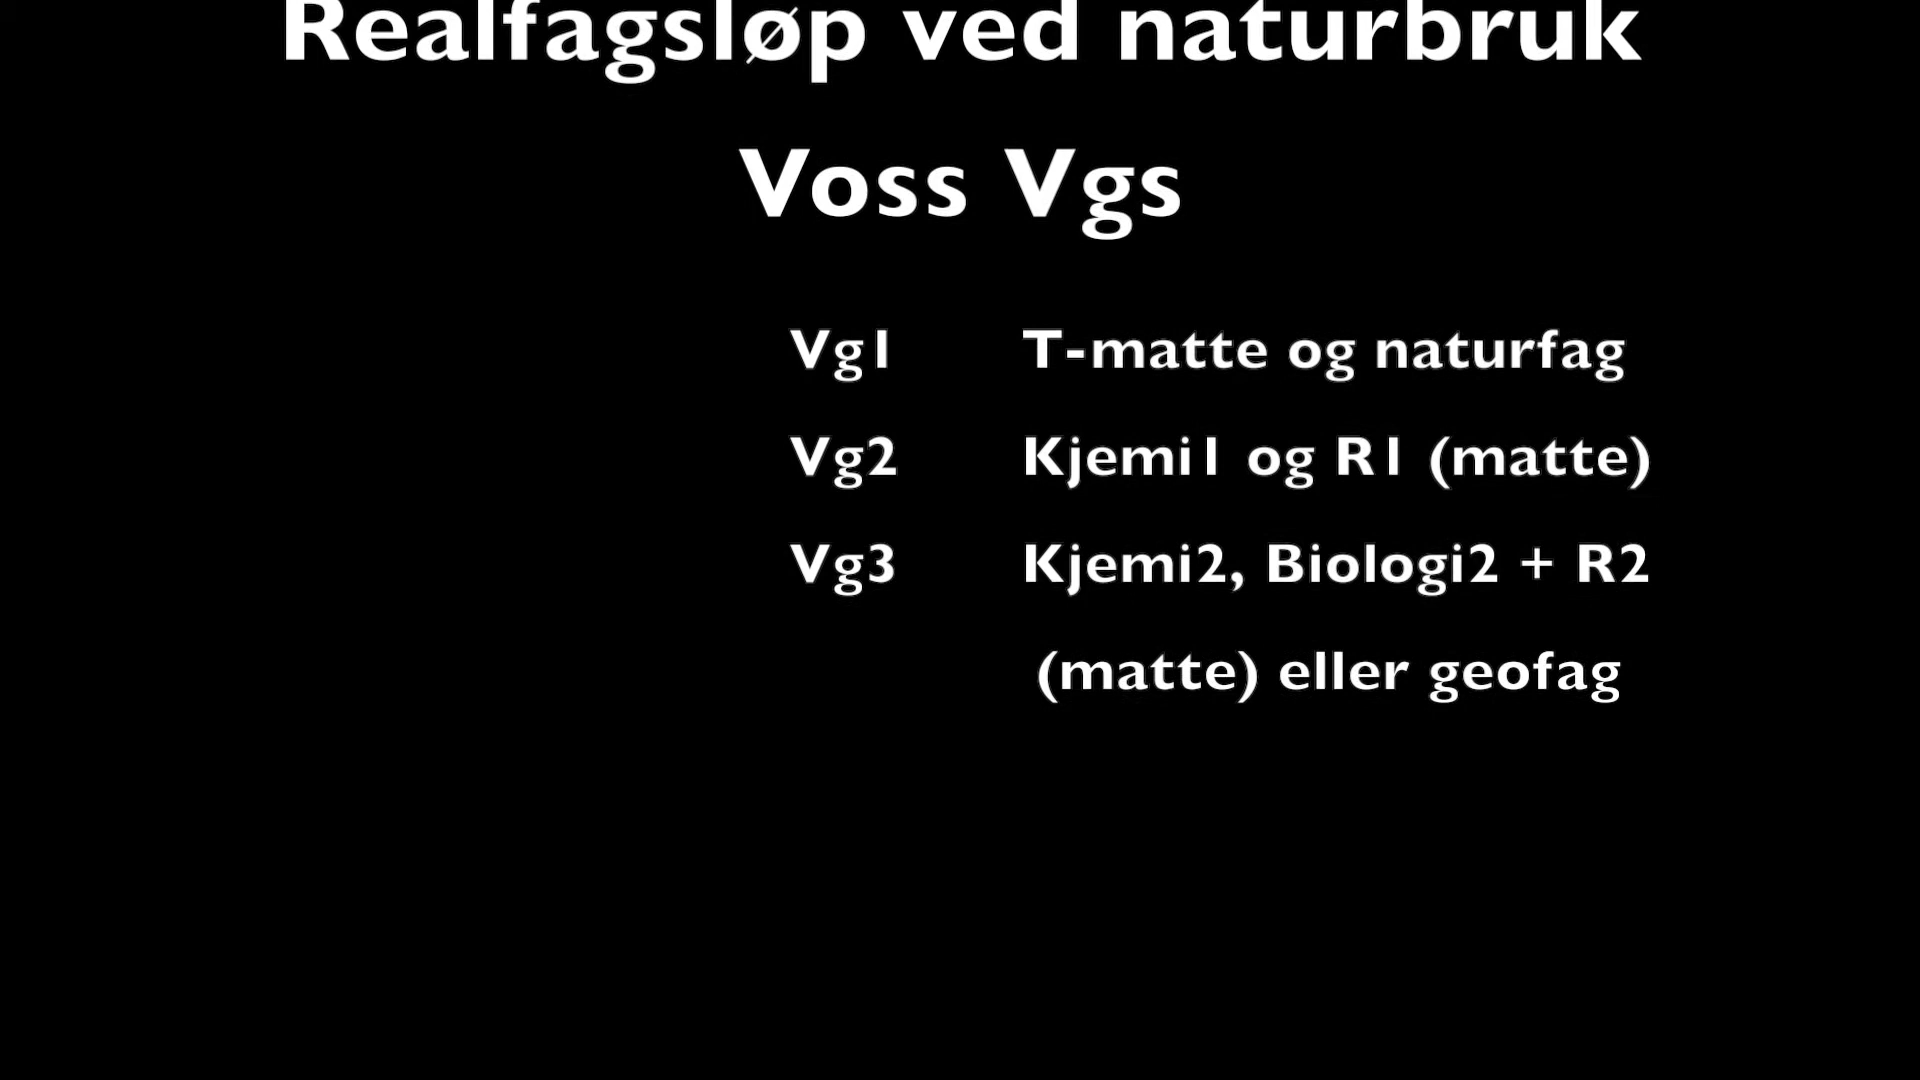 Realfagsløp ved naturbruk
Voss Vgs
Vg1 T-matte og naturfag
Vg2 Kjemi1 og R1 (matte)
Vg3 Kjemi2, Biologi2 + R2
(matte) eller geofag